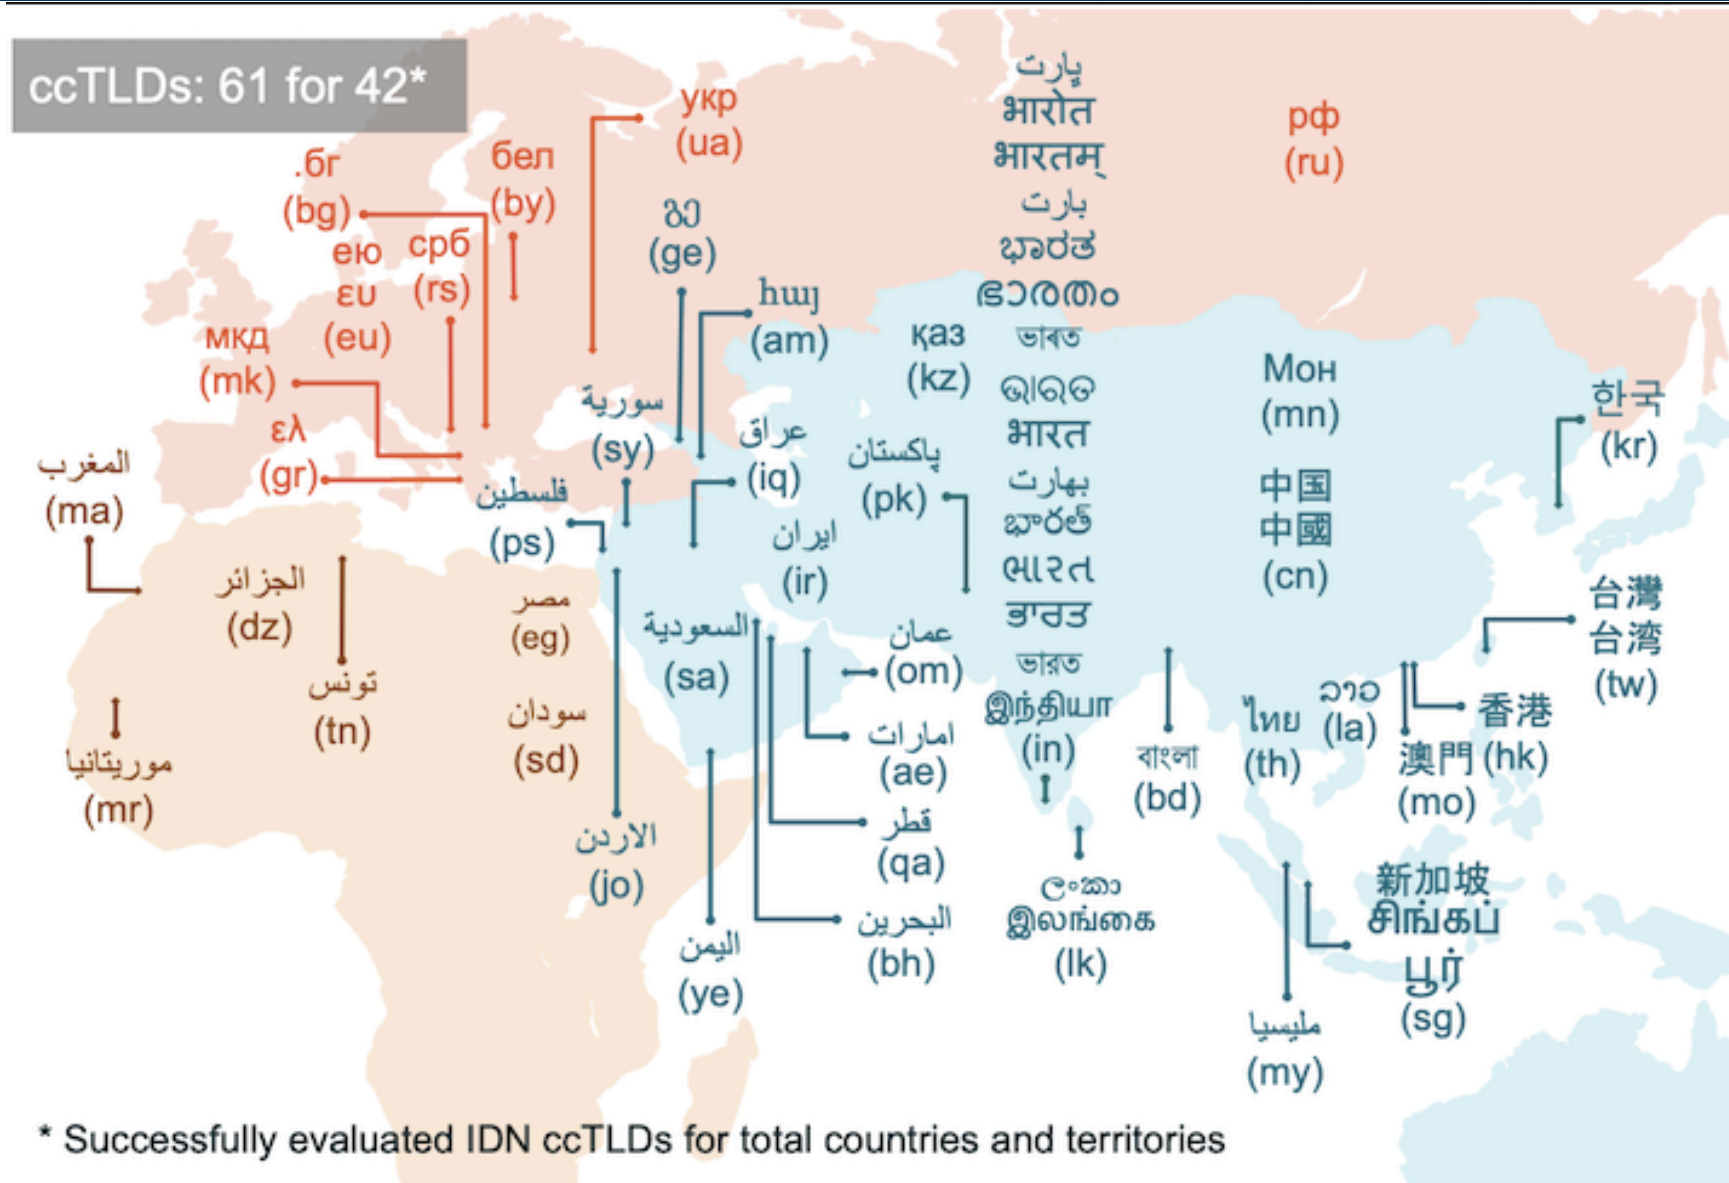 ccTLDs: 61 for 42*
укр
(ua)
рф
(ru)
.бг
(bg)
бел
(by)
ею
ευ
(eu)
срб
(rs)
мкд
(mk)
ελ
(gr)
გე
(ge)
հայ
(am)
қаз
(kz)
ڀارت
भारोत
भारतम्
بارت
ಭಾರತ
ഭാരതം
ভাৰত
ଭାରତ
भारत
بھارت
భారత్
ભારત
ਭਾਰਤ
ভারত
இந்தியா
(in)
Мон
(mn)
中国
中國
(cn)
한국
(kr)
台灣
台湾
(tw)
香港
(hk)
澳門
(mo)
ລາວ
(la)
ไทย
(th)
বাংলা
(bd)
المغرب
(ma)
الجزائر
(dz)
تونس
(tn)
موريتانيا
(mr)
مصر
(eg)
سودان
(sd)
فلسطين
(ps)
سورية
(sy)
عراق
(iq)
ایران
(ir)
پاکستان
(pk)
السعودية
(sa)
عمان
(om)
امارات
(ae)
قطر
(qa)
البحرين
(bh)
الاردن
(jo)
اليمن
(ye)
ලංකා
இலங்கை
(lk)
新加坡
சிங்கப்
பூர்
(sg)
مليسيا
(my)
* Successfully evaluated IDN ccTLDs for total countries and territories